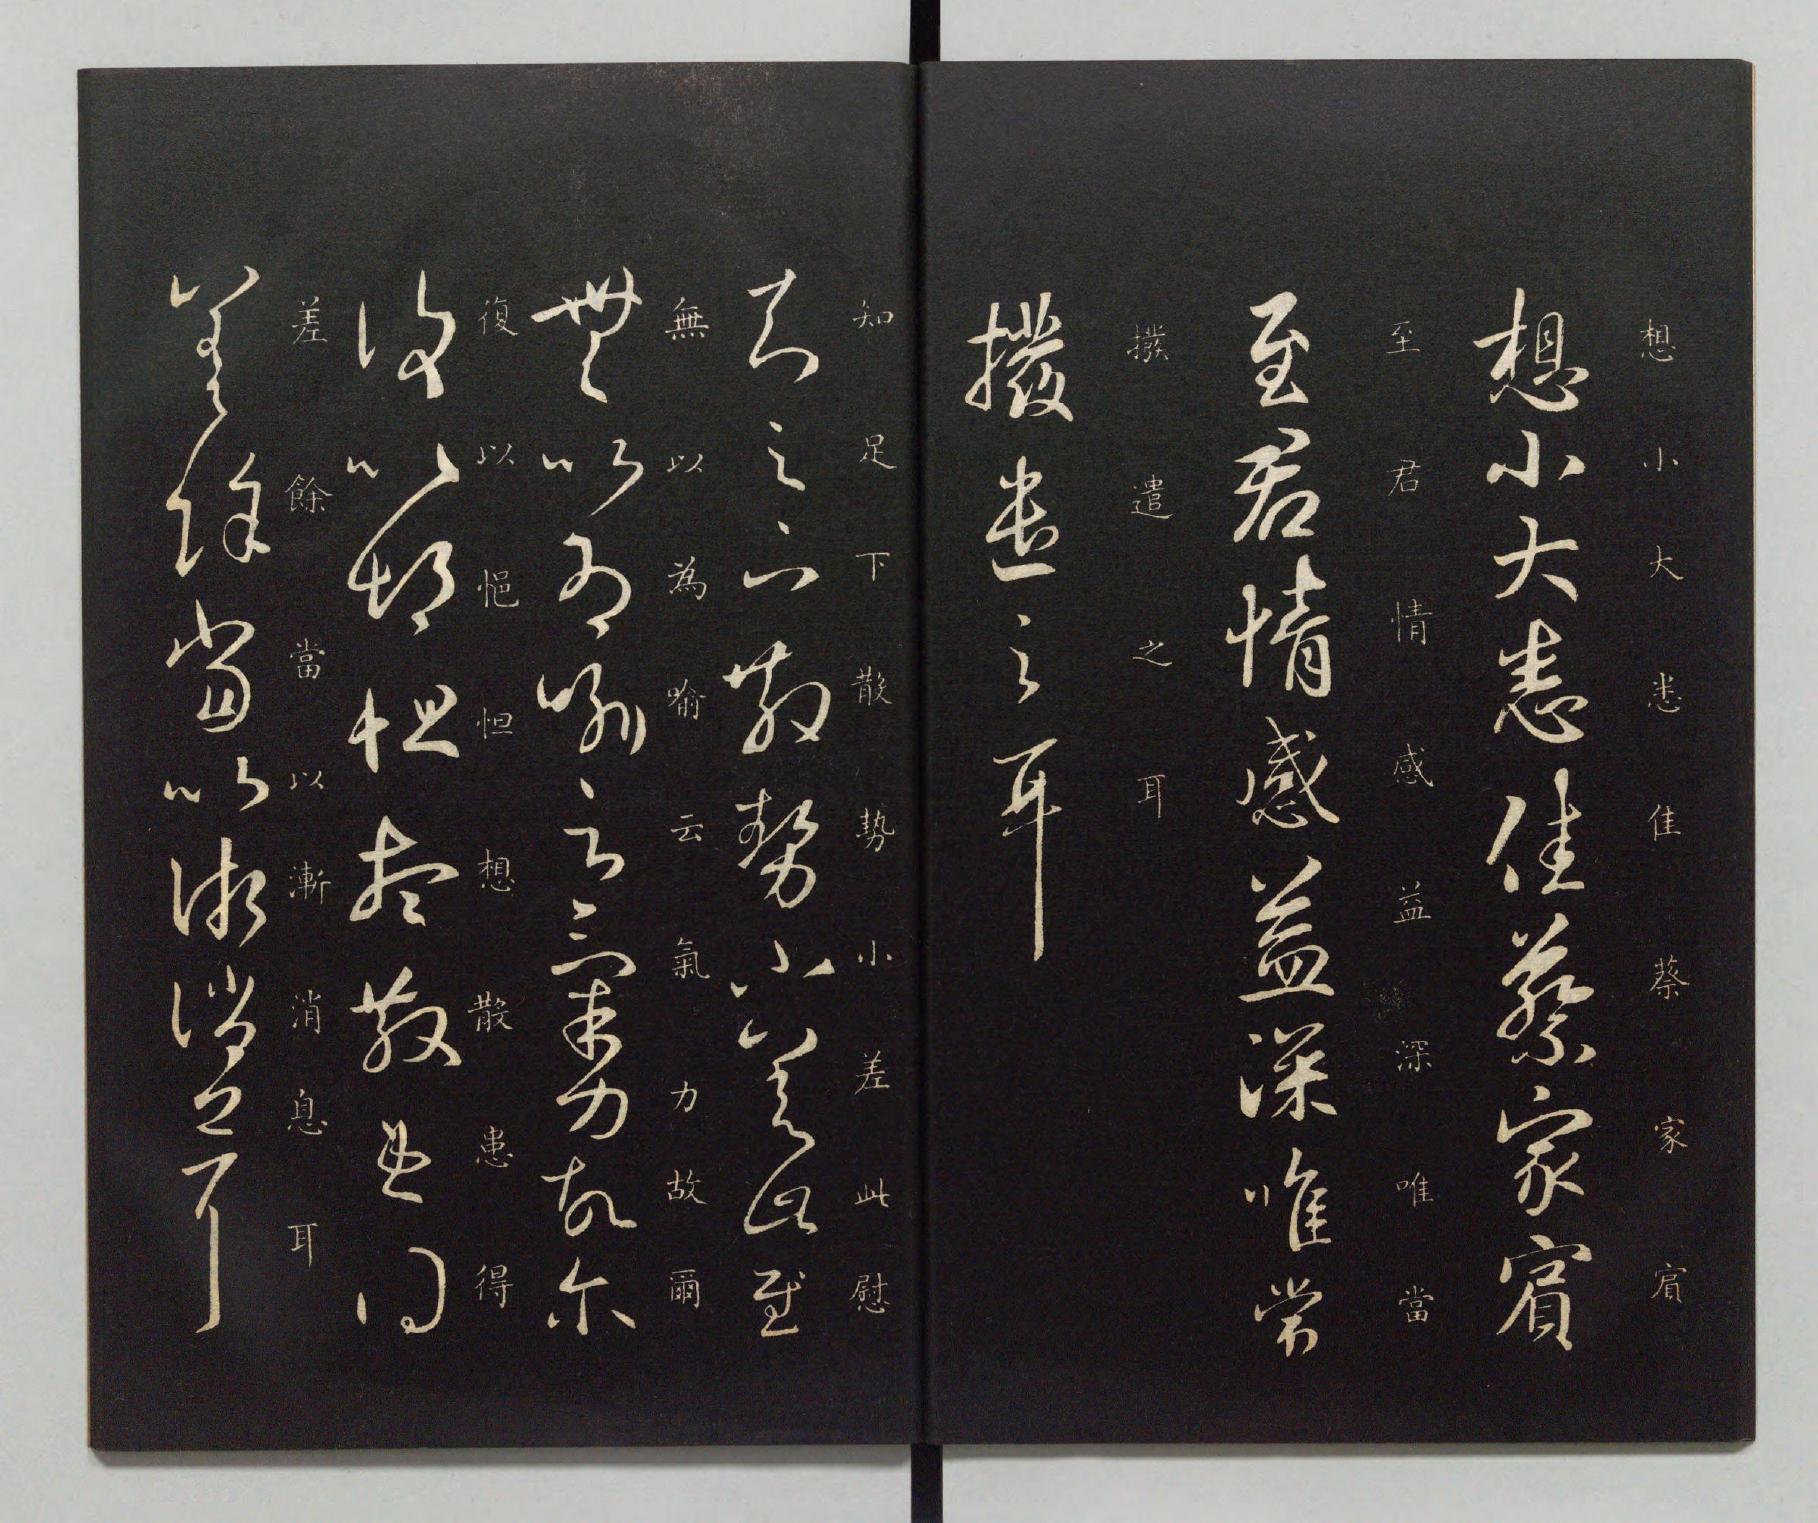 想小大悉佳蔡家賓
想小大悉佳蔡家賓
至君情感益深唯當
至君情感益深唯當
撥遣之耳
撥遣之耳
知足下散勢小差此慰
知足下散勢小差此慰
無以為喻云氣力故爾
無以為喻云氣力故尓
復以悒怛想散患得
復以悒怛想散患得
差餘當以漸消息耳
差餘當以漸消息耳